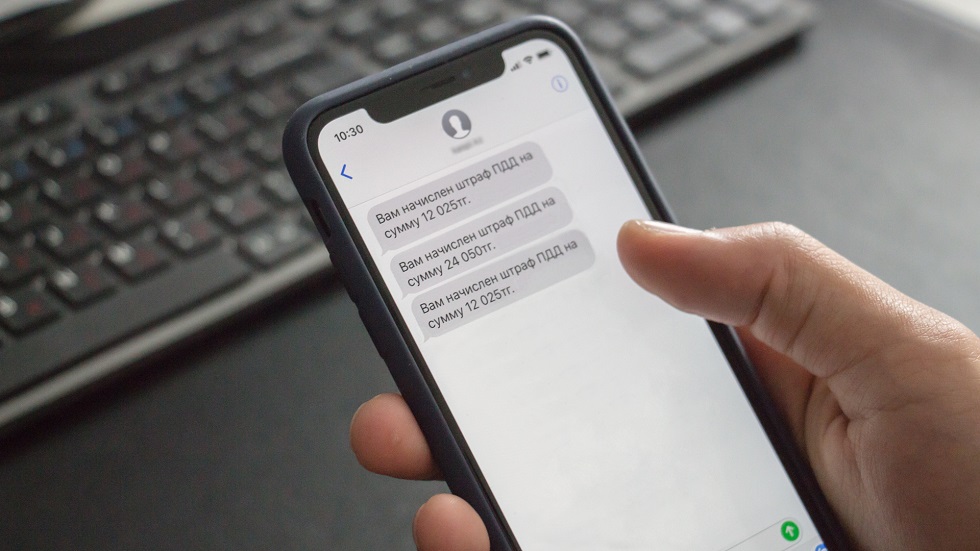 10:30
Вам начислен штраф ПДД на
сумму 12 025тг.
Вам начислен штраф ПДД на
сумму 24 050тг.
Вам начислен штраф ПДД на
сумму 12 025тг.